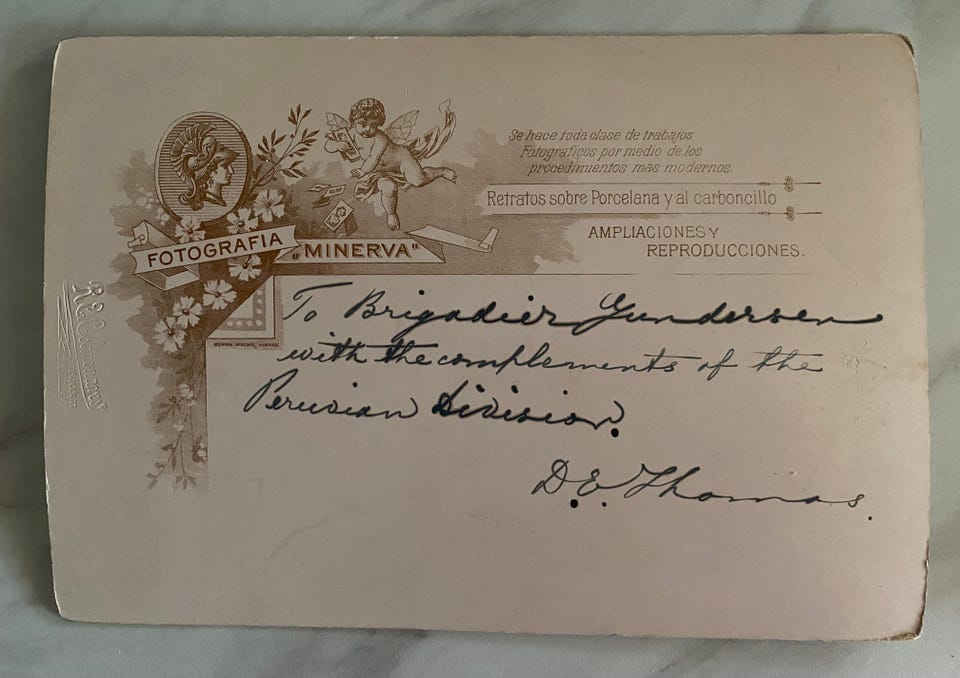 Se hace toda clase de trabajos
Fotograficos por medio de los
procedimientos mas modernos.
Retratos sobre Porcelana y al carboncillo
AMPLIACIONES Y
REPRODUCCIONES.
FOTOGRAFIA „MINERVA“
To Brigadier Gundersen
with the complements of the
Peruvian Division.
D. E. Thomas.